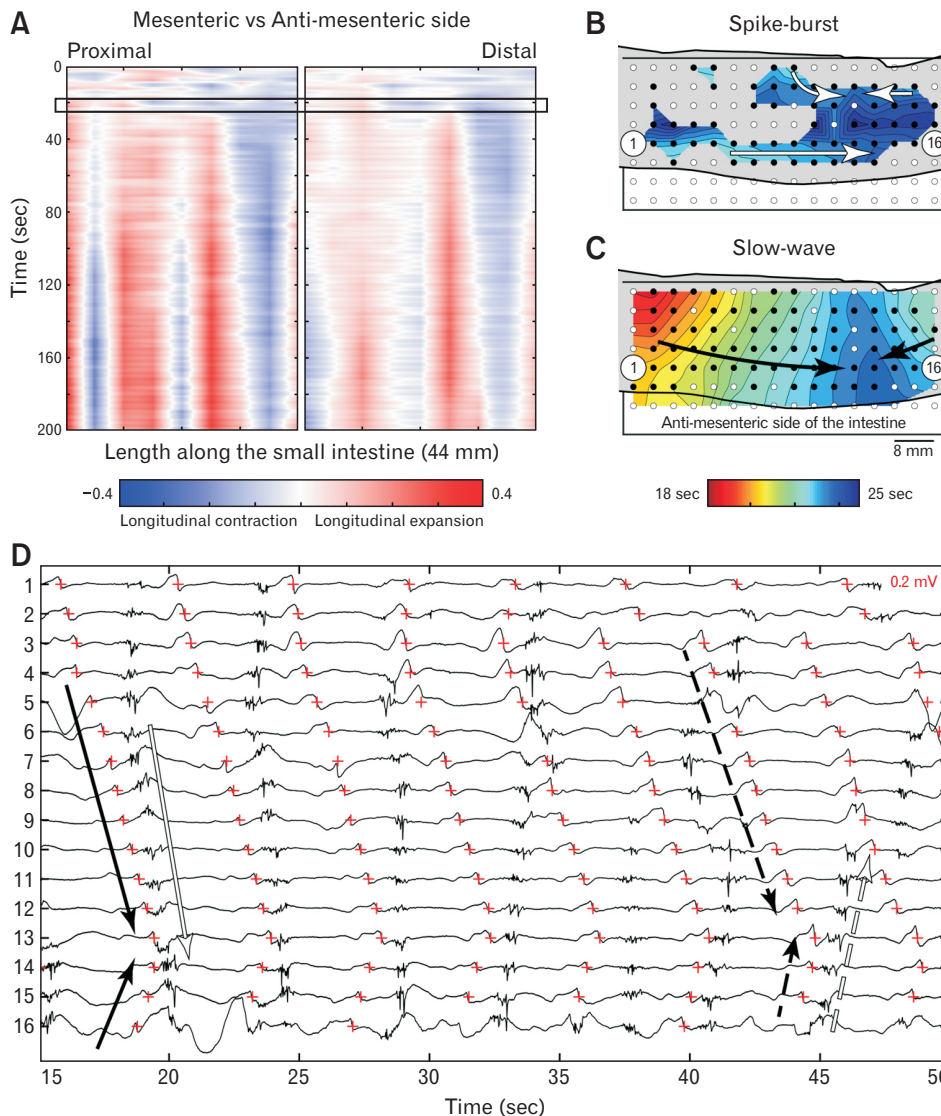 A
Mesenteric vs Anti-mesenteric side
Proximal
Distal
0
40
80
120
160
200
Time (sec)
Length along the small intestine (44 mm)
−0.4
0.4
Longitudinal contraction
Longitudinal expansion
B
Spike-burst
1
16
C
Slow-wave
1
16
Anti-mesenteric side of the intestine
8 mm
18 sec
25 sec
D
1
2
3
4
5
6
7
8
9
10
11
12
13
14
15
16
0.2 mV
15
20
25
30
35
40
45
50
Time (sec)